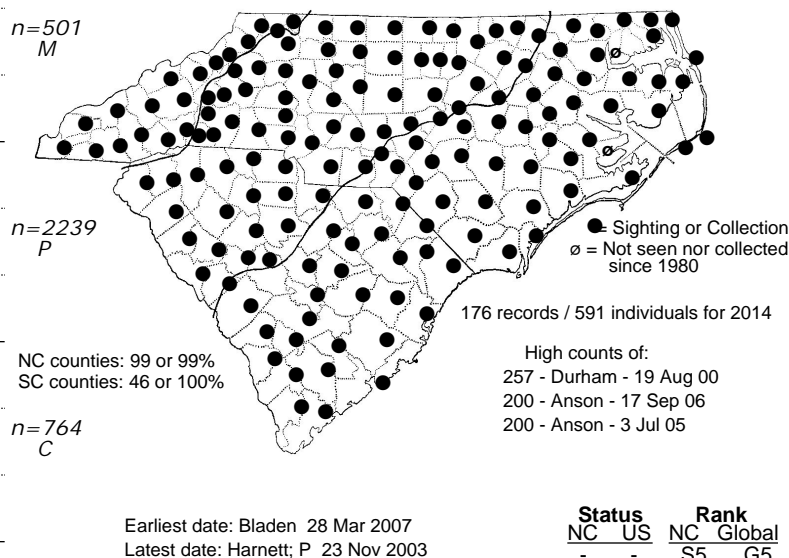 n=501
M
n=2239
P
● = Sighting or Collection
ø = Not seen nor collected
since 1980
176 records / 591 individuals for 2014
NC counties: 99 or 99%
SC counties: 46 or 100%
High counts of:
257 - Durham - 19 Aug 00
200 - Anson - 17 Sep 06
200 - Anson - 3 Jul 05
n=764
C
Earliest date: Bladen 28 Mar 2007
Latest date: Harnett; P 23 Nov 2003
Status Rank
NC US NC Global
- - S5 G5